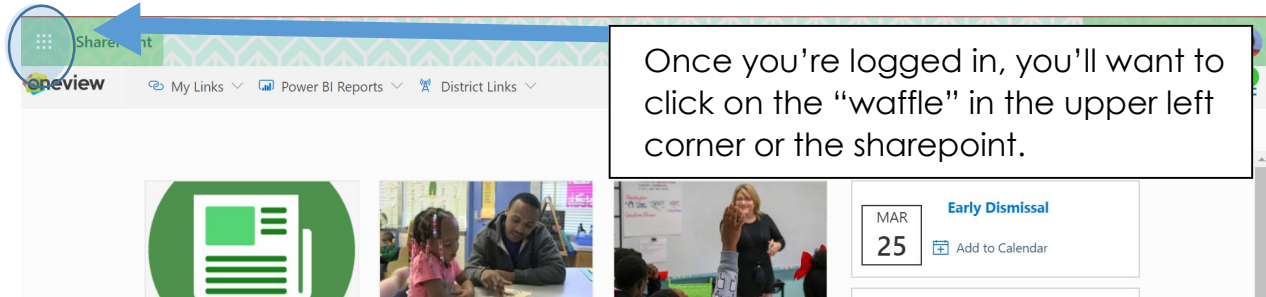 Once you’re logged in, you’ll want to
click on the “waffle” in the upper left
corner or the sharepoint.
oneview
My Links
Power BI Reports
District Links
MAR
25
Early Dismissal
Add to Calendar